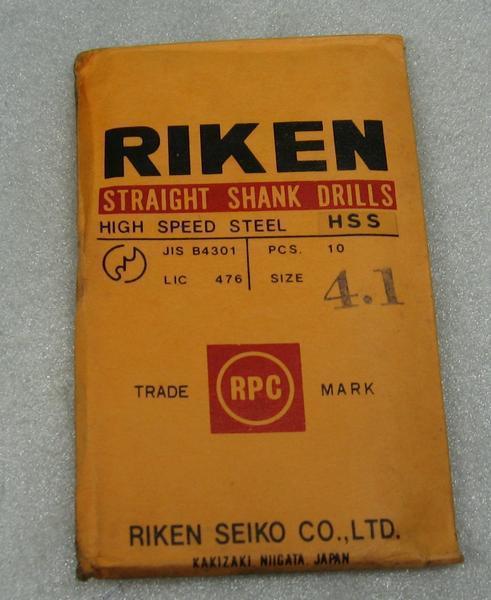 RIKEN
STRAIGHT SHANK DRILLS
HIGH SPEED STEEL HSS
JIS B4301 PCS. 10
LIC 476 SIZE 4.1
TRADE RPC MARK
RIKEN SEIKO CO.,LTD.
KAKIZAKI NIIGATA, JAPAN